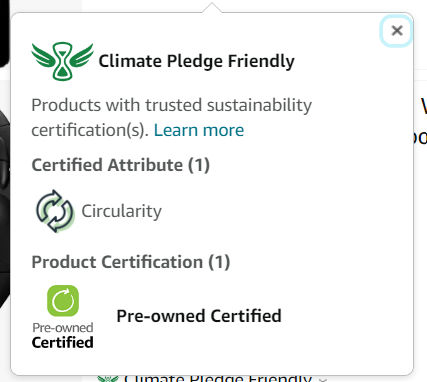 Climate Pledge Friendly
Products with trusted sustainability
certification(s). Learn more
Certified Attribute (1)
Circularity
Product Certification (1)
Pre-owned
Certified
Pre-owned Certified
Climate Pledge Friendly